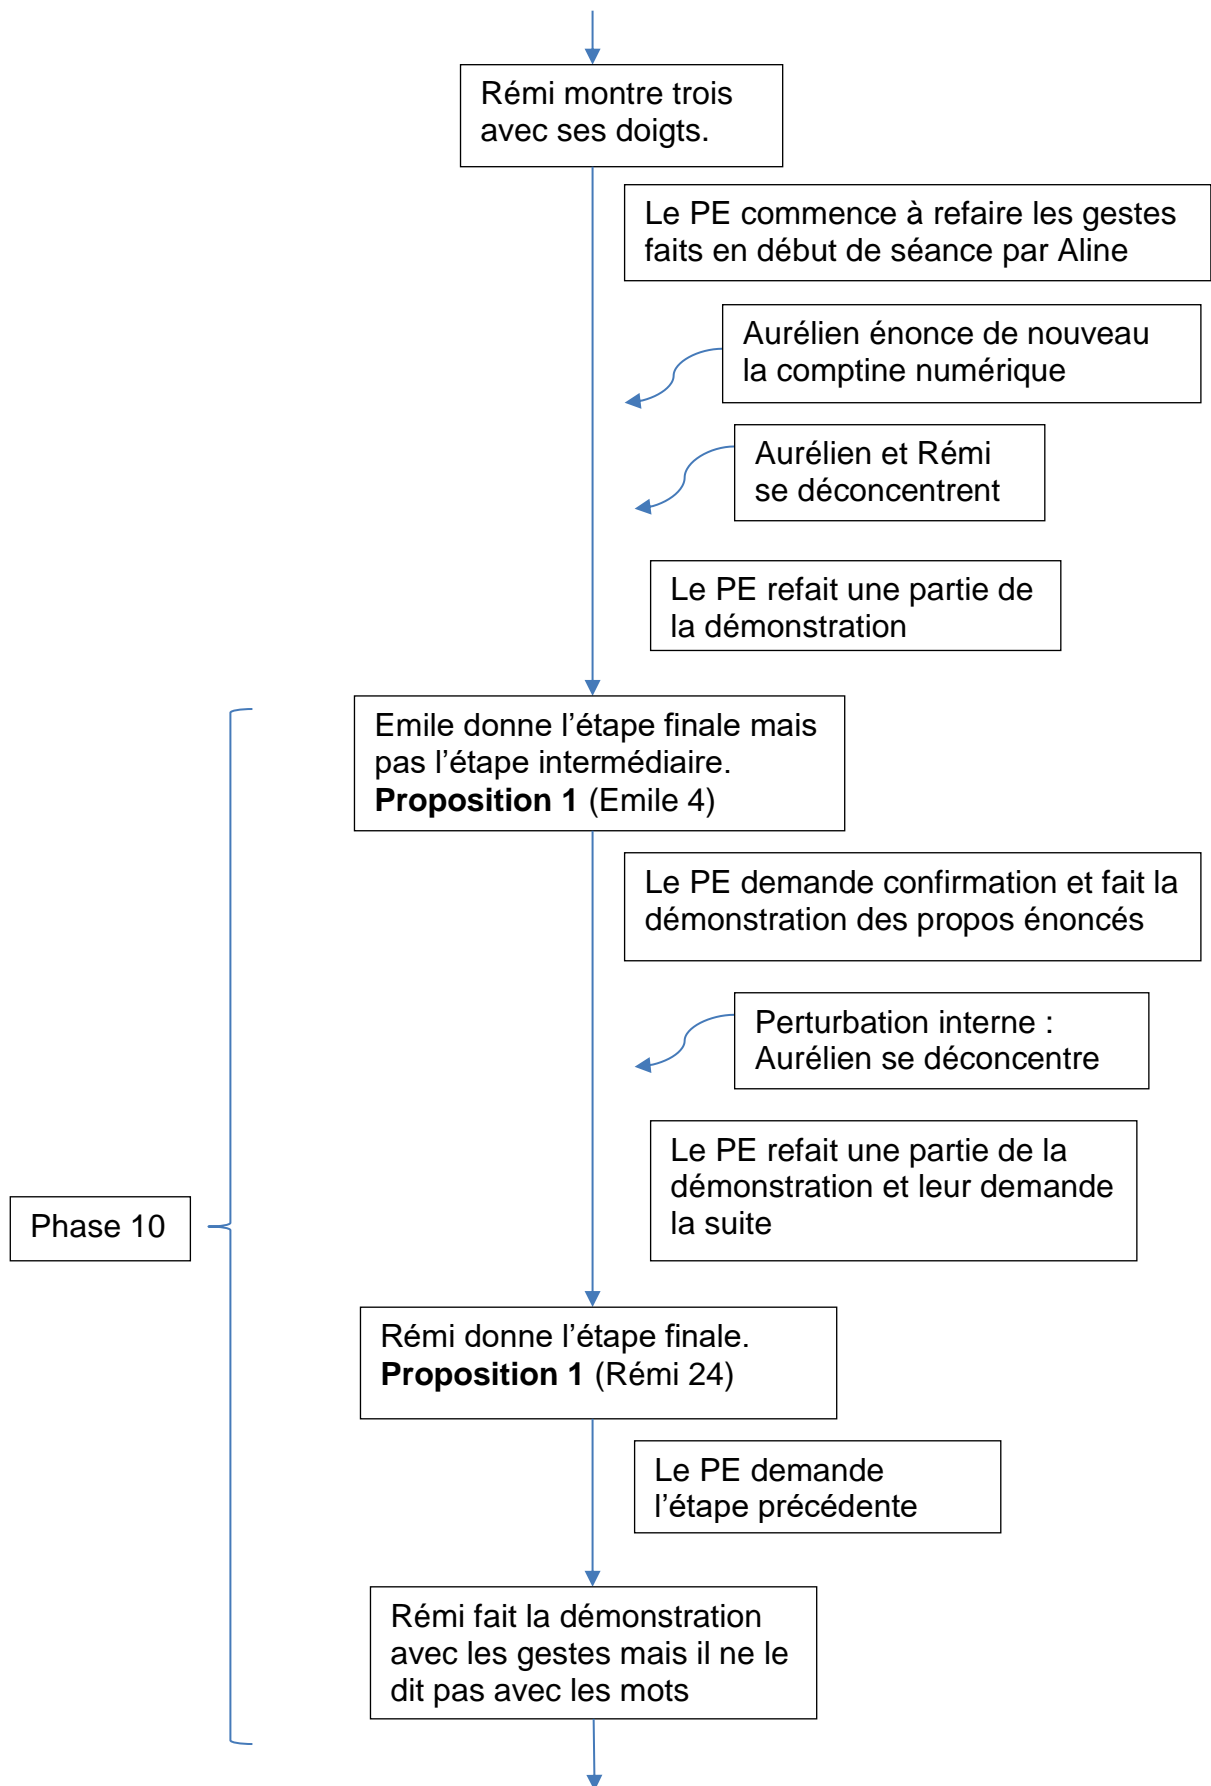 Rémi montre trois
avec ses doigts.
Le PE commence à refaire les gestes
faits en début de séance par Aline
Aurélien énonce de nouveau
la comptine numérique
Aurélien et Rémi
se déconcentrent
Le PE refait une partie de
la démonstration
Emile donne l’étape finale mais
pas l’étape intermédiaire.
Proposition 1 (Emile 4)
Le PE demande confirmation et fait la
démonstration des propos énoncés
Perturbation interne :
Aurélien se déconcentre
Le PE refait une partie de la
démonstration et leur demande
la suite
Phase 10
Rémi donne l’étape finale.
Proposition 1 (Rémi 24)
Le PE demande
l’étape précédente
Rémi fait la démonstration
avec les gestes mais il ne le
dit pas avec les mots